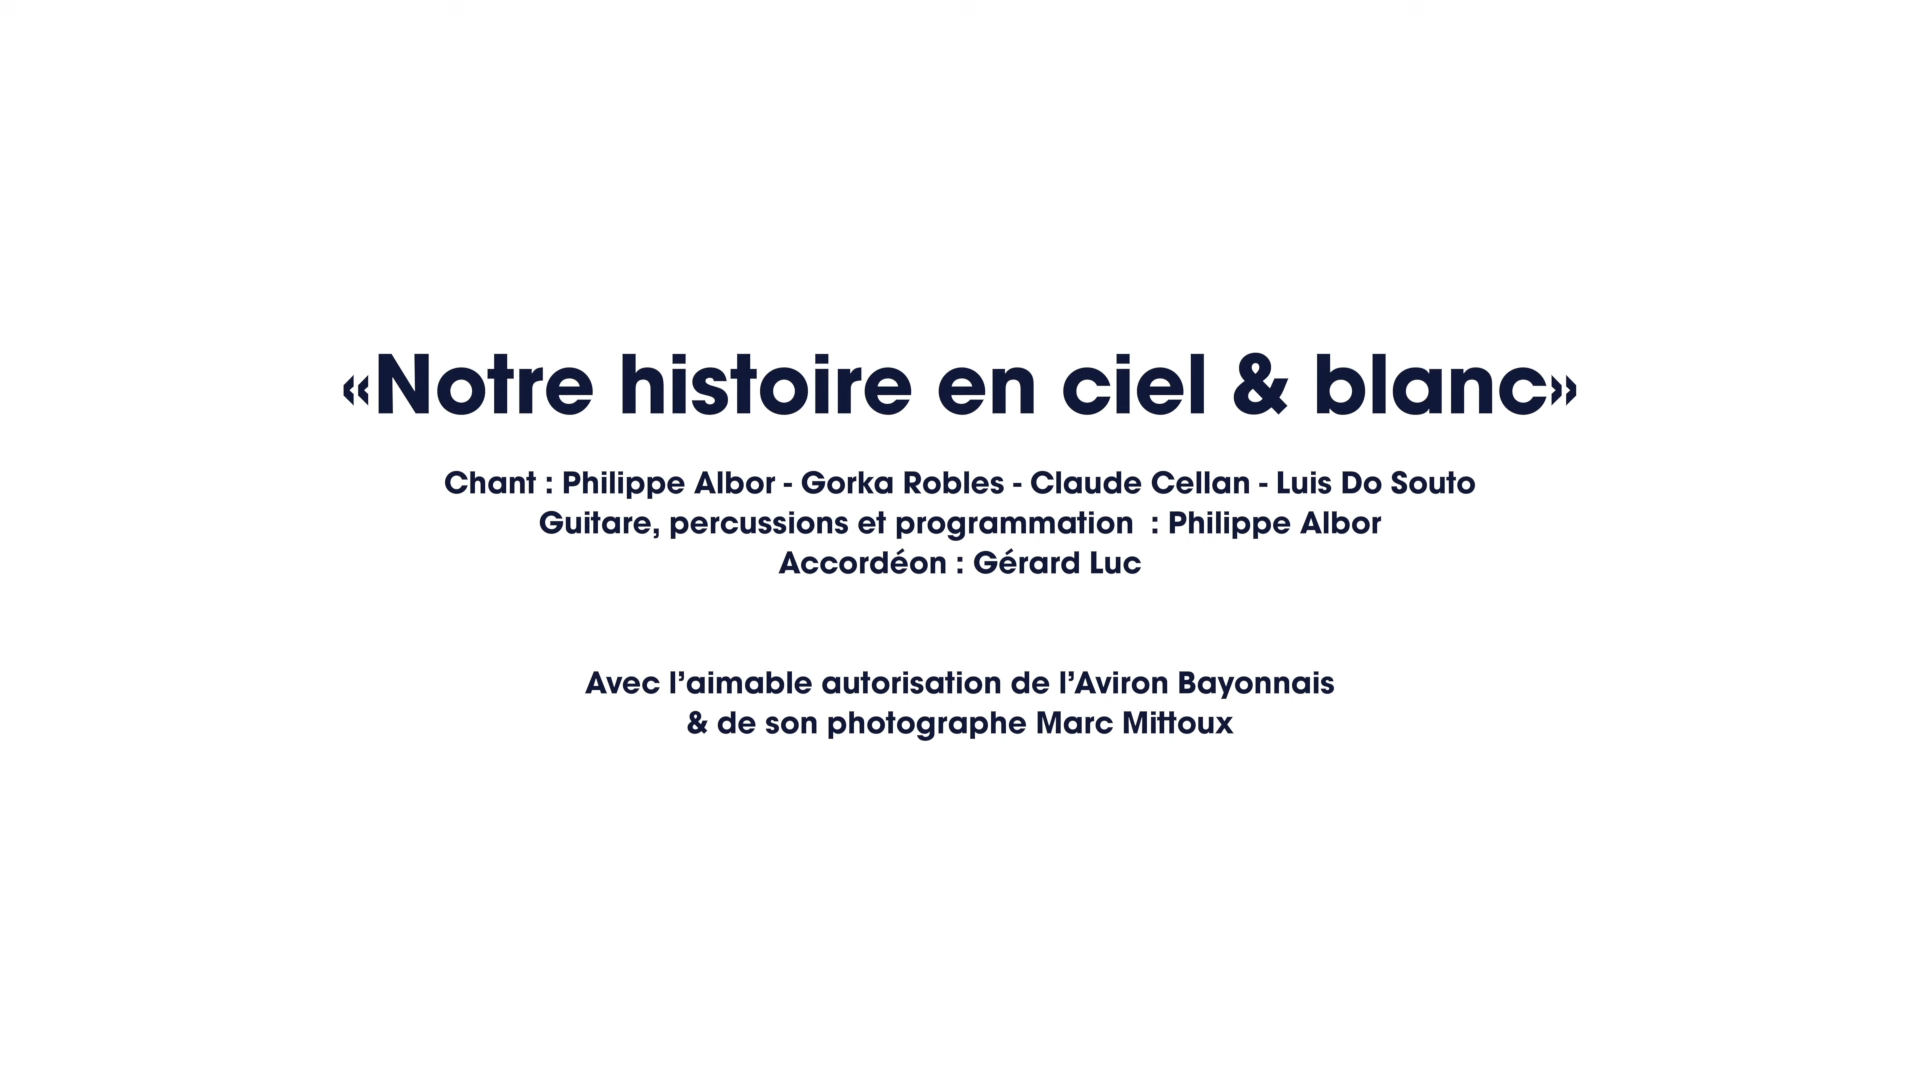 «Notre histoire en ciel & blanc»
Chant : Philippe Albor - Gorka Robles - Claude Cellan - Luis Do Souto
Guitare, percussions et programmation  : Philippe Albor
Accordéon : Gérard Luc
Avec l’aimable autorisation de l’Aviron Bayonnais
& de son photographe Marc Mittoux